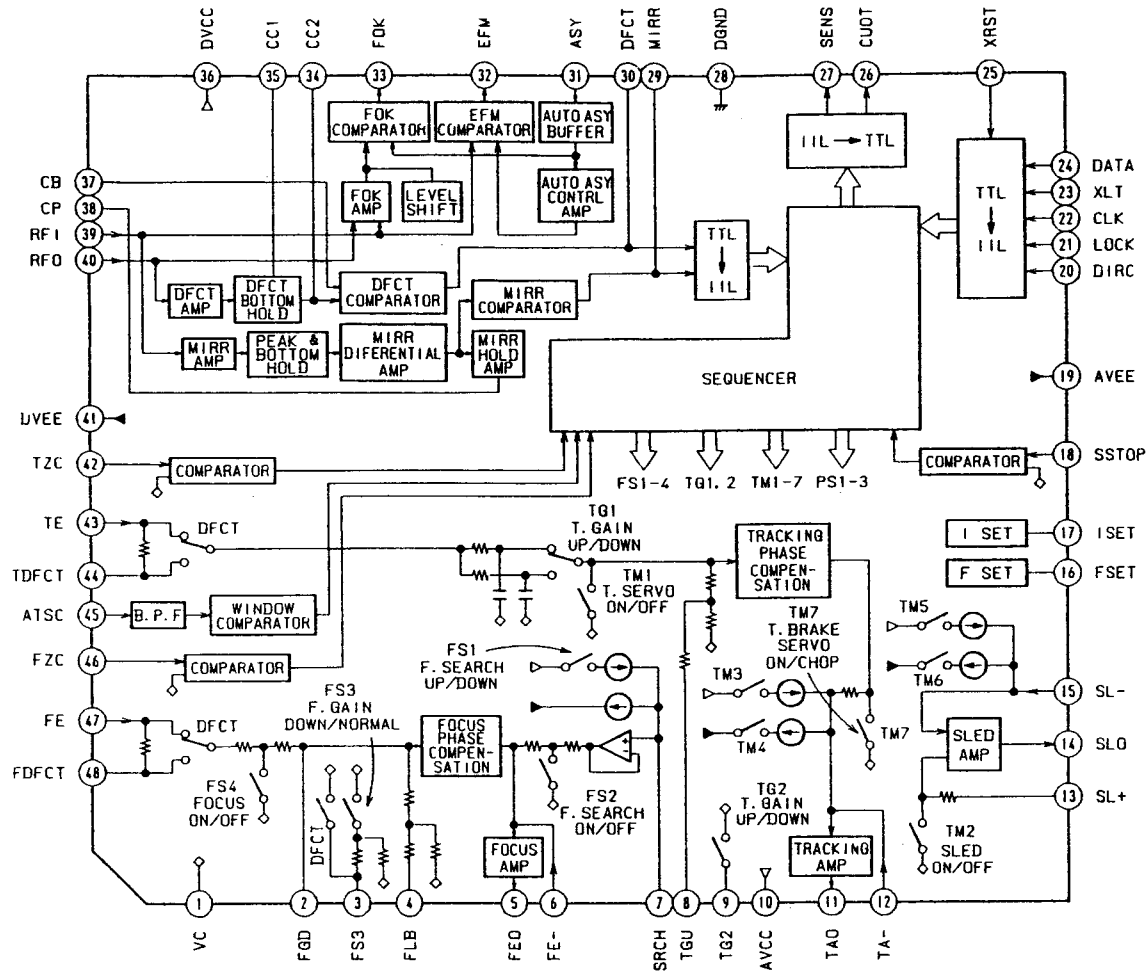 DVCC
CC1
CC2
FOK
EFM
ASY
DFCT
MIRR
DGND
SENS
CUOT
XRST
36
35
34
33
32
31
30
29
28
27
26
25
FOK
COMPARATOR
EFM
COMPARATOR
AUTO ASY
BUFFER
IIL → TTL
CB
37
CP
38
RFI
39
RFO
40
FOK
AMP
LEVEL
SHIFT
AUTO ASY
CONTRL
AMP
TTL
↓
IIL
TTL
↓
IIL
24
DATA
23
XLT
22
CLK
21
LOCK
20
DIRC
DFCT
AMP
DFCT
BOTTOM
HOLD
DFCT
COMPARATOR
MIRR
COMPARATOR
MIRR
AMP
PEAK &
BOTTOM
HOLD
MIRR
DIFERENTIAL
AMP
MIRR
HOLD
AMP
SEQUENCER
19
AVEE
DVEE
41
TZC
42
COMPARATOR
FS1-4
TG1, 2
TM1-7
PS1-3
COMPARATOR
18
SSTOP
TE
43
DFCT
TDFCT
44
TG1
T. GAIN
UP/DOWN
TM1
T. SERVO
ON/OFF
TRACKING
PHASE
COMPEN-
SATION
I SET
17
ISET
F SET
16
FSET
ATSC
45
B.P.F
WINDOW
COMPARATOR
FZC
46
COMPARATOR
FS1
F. SEARCH
UP/DOWN
TM7
T. BRAKE
SERVO
ON/CHOP
TM5
TM6
TM3
TM4
TM7
15
SL-
FE
47
DFCT
FDFCT
48
FS3
F. GAIN
DOWN/NORMAL
FOCUS
PHASE
COMPEN-
SATION
SLED
AMP
14
SLO
13
SL+
FS4
FOCUS
ON/OFF
DFCT
FS2
F. SEARCH
ON/OFF
TG2
T. GAIN
UP/DOWN
TM2
SLED
ON/OFF
FOCUS
AMP
TRACKING
AMP
1
2
3
4
5
6
7
8
9
10
11
12
VC
FGD
FS3
FLB
FEO
FE-
SRCH
TGU
TG2
AVCC
TAO
TA-